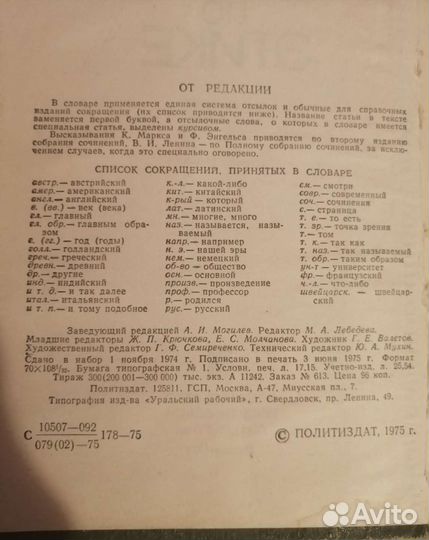 ОТ РЕДАКЦИИ
В словаре применяется единая система отсылок и обычные для справочных
изданий сокращения (их список приводится ниже). Название статьи в тексте
заменяется первой буквой, а отсылочные слова, о которых в словаре имеется
специальная статья, выделены курсивом.
Высказывания К. Маркса и Ф. Энгельса приводятся по второму изданию
собрания сочинений, В. И. Ленина — по Полному собранию сочинений, за исклю-
чением случаев, когда это специально оговорено.
СПИСОК СОКРАЩЕНИЙ, ПРИНЯТЫХ В СЛОВАРЕ
австр.— австрийский
амер.— американский
англ.— английский
в. (вв.) — век (века)
гл.— главный
гл. обр.— главным обра-
зом
г. (гг.) — год (годы)
голл.— голландский
греч.— греческий
древн.— древний
др.— другие
инд.— индийский
и т. д.— и так далее
итал.— итальянский
и т. п.— и тому подобное
к.-л.— какой-либо
кит.— китайский
к-рый — который
лат.— латинский
мн.— многие, много
наз.— называется, назы-
ваемый
напр.— например
н. э.— нашей эры
нем.— немецкий
об-во — общество
осн.— основной
произв.— произведение
проф.— профессор
р.— родился
рус.— русский
см.— смотри
совр.— современный
соч.— сочинения
с.— страница
т. е.— то есть
т. зр.— точка зрения
т.— том
т. к.— так как
т. наз.— так называемый
т. обр.— таким образом
ун-т — университет
фр.— французский
ч.-л.— что-либо
швейцарск. — швейцар-
ский
Заведующий редакцией А. И. Могилев. Редактор М. А. Лебедева.
Младшие редакторы Ж. П. Крючкова, Е. С. Молчанова. Художник Г. Е. Валетов.
Художественный редактор Г. Ф. Семиреченко. Технический редактор Ю. А. Мухин.
Сдано в набор 1 ноября 1974 г. Подписано в печать 3 июня 1975 г. Формат
70×108¹/₃₂. Бумага типографская № 1. Условн. печ. л. 17,15. Учетно-изд. л. 25,54.
Тираж 300(200 001—300 000) тыс. экз. А 11242. Заказ № 613. Цена 96 коп.
Политиздат. 125811. ГСП, Москва, А-47, Миусская пл., 7.
Типография изд-ва «Уральский рабочий», г. Свердловск, пр. Ленина, 49.
С 10507—092
079(02)—75 178—75
© ПОЛИТИЗДАТ, 1975 г.
Avito